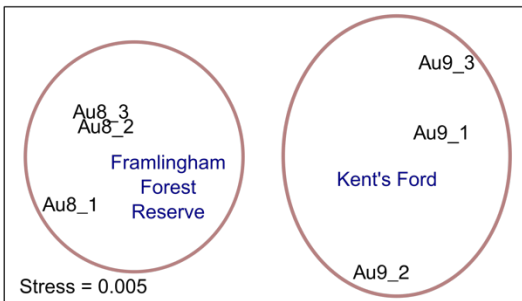 Au8_3
Au8_2
Framlingham
Forest
Reserve
Au8_1
Stress = 0.005
Au9_3
Au9_1
Kent's Ford
Au9_2